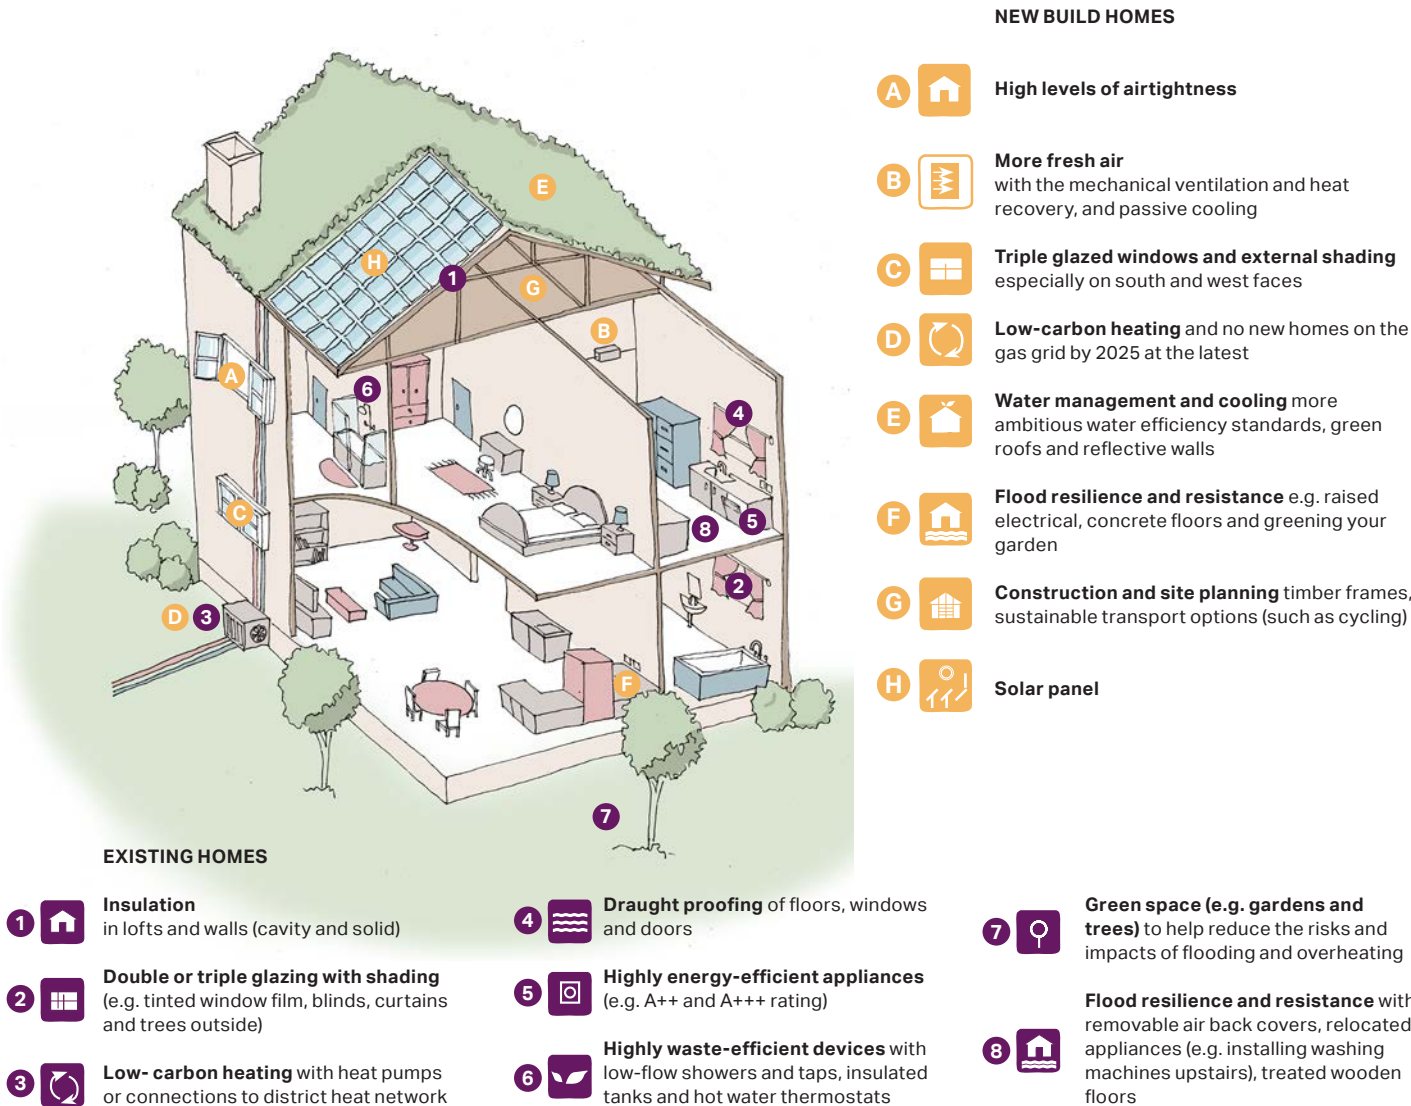 NEW BUILD HOMES
A
High levels of airtightness
B
More fresh air
with the mechanical ventilation and heat
recovery, and passive cooling
C
Triple glazed windows and external shading
especially on south and west faces
D
Low-carbon heating and no new homes on the
gas grid by 2025 at the latest
E
Water management and cooling more
ambitious water efficiency standards, green
roofs and reflective walls
F
Flood resilience and resistance e.g. raised
electrical, concrete floors and greening your
garden
G
Construction and site planning timber frames,
sustainable transport options (such as cycling)
H
Solar panel
E
H
1
G
B
A
6
4
C
5
8
2
D 3
F
7
EXISTING HOMES
1
Insulation
in lofts and walls (cavity and solid)
2
Double or triple glazing with shading
(e.g. tinted window film, blinds, curtains
and trees outside)
3
Low- carbon heating with heat pumps
or connections to district heat network
4
Draught proofing of floors, windows
and doors
5
Highly energy-efficient appliances
(e.g. A++ and A+++ rating)
6
Highly waste-efficient devices with
low-flow showers and taps, insulated
tanks and hot water thermostats
7
Green space (e.g. gardens and
trees) to help reduce the risks and
impacts of flooding and overheating
8
Flood resilience and resistance with
removable air back covers, relocated
appliances (e.g. installing washing
machines upstairs), treated wooden
floors